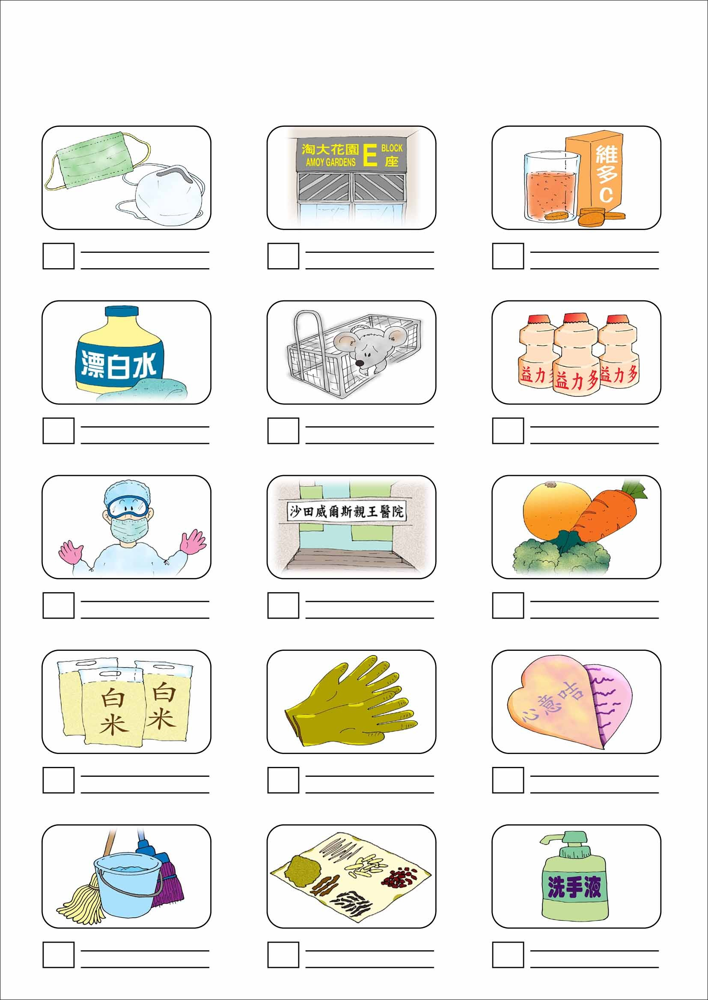 淘大花園
AMOY GARDENS
E
BLOCK
座
維多C
漂白水
益力多
益力多
益力多
沙田威爾斯親王醫院
白米
白米
心意咭
洗手液